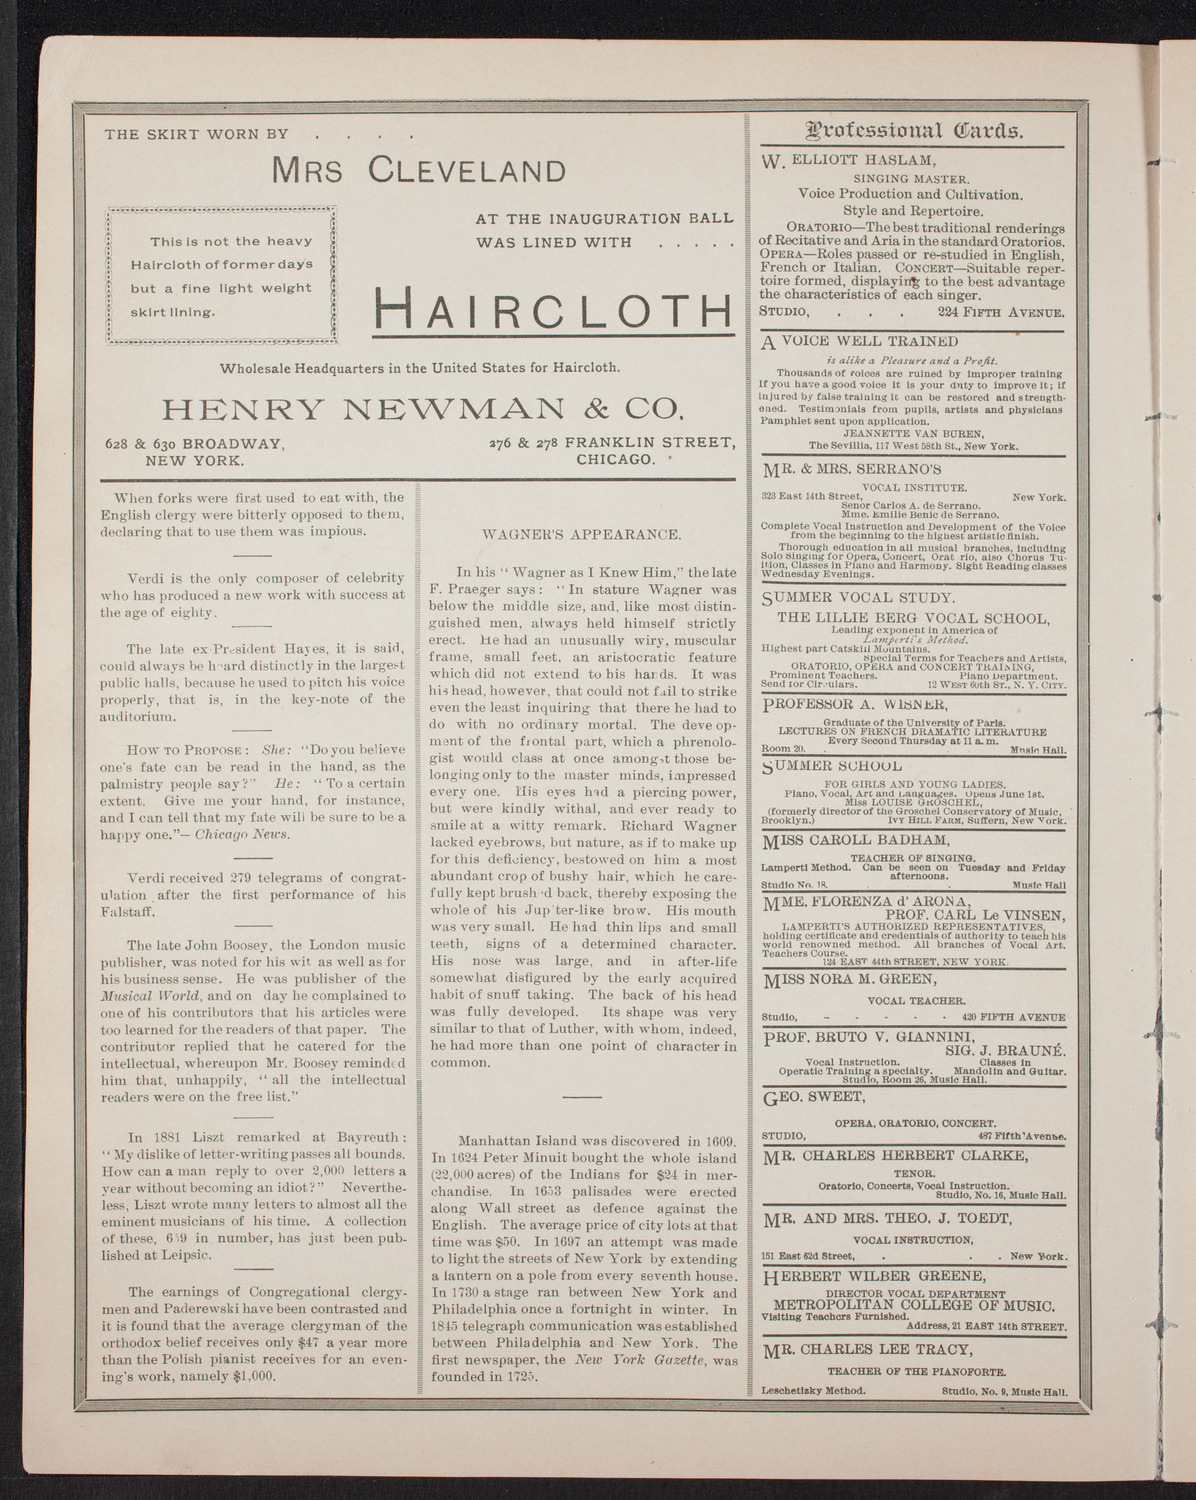 THE SKIRT WORN BY . . . .
MRS CLEVELAND
This is not the heavy
Haircloth of former days
but a fine light weight
skirt lining.
AT THE INAUGURATION BALL
WAS LINED WITH . . . . .
HAIRCLOTH
Wholesale Headquarters in the United States for Haircloth.
HENRY NEWMAN & CO.
628 & 630 BROADWAY,
NEW YORK.
276 & 278 FRANKLIN STREET,
CHICAGO.
When forks were first used to eat with, the
English clergy were bitterly opposed to them,
declaring that to use them was impious.
Verdi is the only composer of celebrity
who has produced a new work with success at
the age of eighty.
The late ex President Hayes, it is said,
could always be heard distinctly in the largest
public halls, because he used to pitch his voice
properly, that is, in the key-note of the
auditorium.
HOW TO PROPOSE: She: "Do you believe
one's fate can be read in the hand, as the
palmistry people say?" He: "To a certain
extent. Give me your hand, for instance,
and I can tell that my fate will be sure to be a
happy one."—Chicago News.
Verdi received 279 telegrams of congrat-
ulation after the first performance of his
Falstaff.
The late John Boosey, the London music
publisher, was noted for his wit as well as for
his business sense. He was publisher of the
Musical World, and on day he complained to
one of his contributors that his articles were
too learned for the readers of that paper. The
contributor replied that he catered for the
intellectual, whereupon Mr. Boosey reminded
him that, unhappily, "all the intellectual
readers were on the free list."
In 1881 Liszt remarked at Bayreuth:
"My dislike of letter-writing passes all bounds.
How can a man reply to over 2,000 letters a
year without becoming an idiot?" Neverthe-
less, Liszt wrote many letters to almost all the
eminent musicians of his time. A collection
of these, in number, has just been pub-
lished at Leipsic.
The earnings of Congregational clergy-
men and Paderewski have been contrasted and
it is found that the average clergyman of the
orthodox belief receives only $47 a year more
than the Polish pianist receives for an even-
ing's work, namely $1,000.
WAGNER'S APPEARANCE.
In his "Wagner as I Knew Him," the late
F. Praeger says: "In stature Wagner was
below the middle size, and, like most distin-
guished men, always held himself strictly
erect. He had an unusually wiry, muscular
frame, small feet, an aristocratic feature
which did not extend to his hands. It was
his head, however, that could not fail to strike
even the least inquiring that there he had to
do with no ordinary mortal. The development
ment of the frontal part, which a phrenolo-
gist would class at once amongst those be-
longing only to the master minds, impressed
every one. His eyes had a piercing power,
but were kindly withal, and ever ready to
smile at a witty remark. Richard Wagner
lacked eyebrows, but nature, as if to make up
for this deficiency, bestowed on him a most
abundant crop of bushy hair, which he care-
fully kept brushed back, thereby exposing the
whole of his Jupiter-like brow. His mouth
was very small. He had thin lips and small
teeth, signs of a determined character.
His nose was large, and in after-life
somewhat disfigured by the early acquired
habit of snuff taking. The back of his head
was fully developed. Its shape was very
similar to that of Luther, with whom, indeed,
he had more than one point of character in
common.
Manhattan Island was discovered in 1609.
In 1624 Peter Minuit bought the whole island
(22,000 acres) of the Indians for $24 in mer-
chandise. In 1653 palisades were erected
along Wall street as defence against the
English. The average price of city lots at that
time was $50. In 1697 an attempt was made
to light the streets of New York by extending
a lantern on a pole from every seventh house.
In 1730 a stage ran between New York and
Philadelphia once a fortnight in winter. In
1845 telegraph communication was established
between Philadelphia and New York. The
first newspaper, the New York Gazette, was
founded in 1725.
Professional Cards.
W. ELLIOTT HASLAM,
SINGING MASTER.
Voice Production and Cultivation.
Style and Repertoire.
ORATORIO—The best traditional renderings
of Recitative and Aria in the standard Oratorios.
OPERA—Roles passed or re-studied in English,
French or Italian. CONCERT—Suitable reper-
toire formed, displaying to the best advantage
the characteristics of each singer.
STUDIO, . . . 224 FIFTH AVENUE.
A VOICE WELL TRAINED
is alike a Pleasure and a Profit.
Thousands of voices are ruined by improper training
If you have a good voice it is your duty to improve it; if
injured by false training it can be restored and strength-
ened. Testimonials from pupils, artists and physicians
Pamphlet sent upon application.
JEANNETTE VAN BUREN,
The Sevillia, 117 West 58th St., New York.
MR. & MRS. SERRANO'S
VOCAL INSTITUTE.
323 East 14th Street, New York.
Senor Carlos A. de Serrano.
Mme. Emilie Benic de Serrano.
Complete Vocal Instruction and Development of the Voice
from the beginning to the highest artistic finish.
Thorough education in all musical branches, including
Solo Singing for Opera, Concert, Oratorio, also Chorus Tu-
ition, Classes in Piano and Harmony. Sight Reading classes
Wednesday Evenings.
SUMMER VOCAL STUDY.
THE LILLIE BERG VOCAL SCHOOL,
Leading exponent in America of
Lamperti's Method.
Highest part Catskill Mountains.
Special Terms for Teachers and Artists,
ORATORIO, OPERA and CONCERT TRAINING,
Prominent Teachers. Piano Department.
Send for Circulars. 12 WEST 60th ST., N. Y. CITY.
PROFESSOR A. WISNER,
Graduate of the University of Paris.
LECTURES ON FRENCH DRAMATIC LITERATURE
Every Second Thursday at 11 a. m.
Room 20. Music Hall.
SUMMER SCHOOL
FOR GIRLS AND YOUNG LADIES.
Piano, Vocal, Art and Languages. Opens June 1st.
Miss LOUISE GROSCHEL,
(formerly director of the Groschel Conservatory of Music,
Brooklyn.) IVY HILL FARM, Suffern, New York.
MISS CAROLL BADHAM,
TEACHER OF SINGING.
Lamperti Method. Can be seen on Tuesday and Friday
afternoons.
Studio No. 18. . Music Hall
MME. FLORENZA d' ARONA,
PROF. CARL Le VINSEN,
LAMPERTI'S AUTHORIZED REPRESENTATIVES,
holding certificate and credentials of authority to teach his
world renowned method. All branches of Vocal Art.
Teachers Course.
124 EAST 44th STREET, NEW YORK.
MISS NORA M. GREEN,
VOCAL TEACHER.
Studio, - - - - - 420 FIFTH AVENUE
PROF. BRUTO V. GIANNINI,
SIG. J. BRAUNÉ.
Vocal Instruction. Classes in
Operatic Training a specialty. Mandolin and Guitar.
Studio, Room 26, Music Hall.
GEO. SWEET,
OPERA, ORATORIO, CONCERT.
STUDIO, 487 Fifth Avenue.
MR. CHARLES HERBERT CLARKE,
TENOR.
Oratorio, Concerts, Vocal Instruction.
Studio, No. 16, Music Hall.
MR. AND MRS. THEO. J. TOEDT,
VOCAL INSTRUCTION,
151 East 62d Street, . . . New York.
HERBERT WILBER GREENE,
DIRECTOR VOCAL DEPARTMENT
METROPOLITAN COLLEGE OF MUSIC.
Visiting Teachers Furnished.
Address, 21 EAST 14th STREET.
MR. CHARLES LEE TRACY,
TEACHER OF THE PIANOFORTE.
Leschetizky Method. Studio, No. 9, Music Hall.